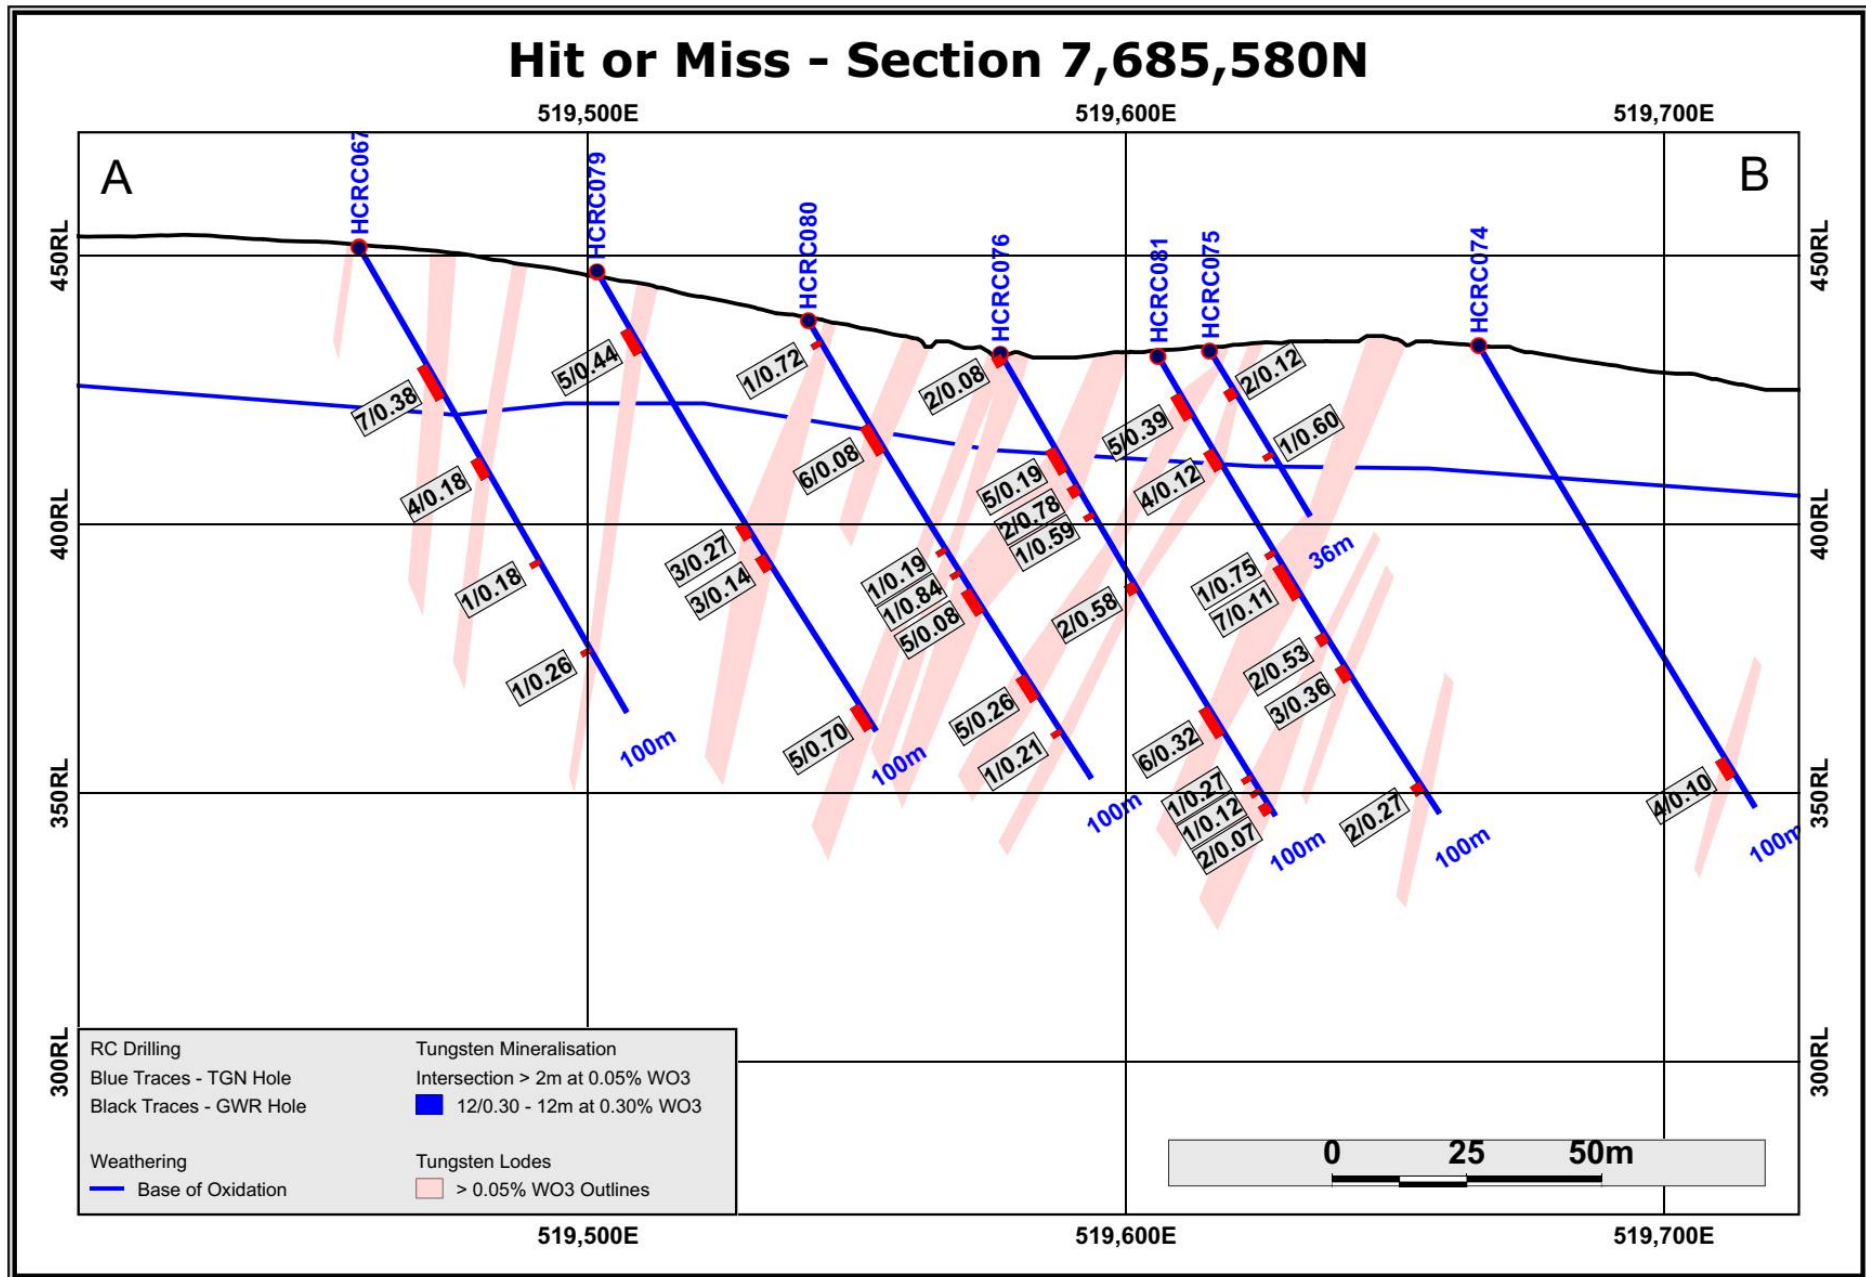 Hit or Miss - Section 7,685,580N
519,500E
519,600E
519,700E
A
B
HCRC067
HCRC079
HCRC080
HCRC076
HCRC081
HCRC075
HCRC074
450RL
450RL
400RL
400RL
350RL
350RL
300RL
300RL
7/0.38
4/0.18
1/0.18
1/0.26
100m
5/0.44
3/0.27
3/0.14
5/0.70
100m
1/0.72
6/0.08
1/0.19
1/0.84
5/0.08
5/0.26
1/0.21
100m
2/0.08
5/0.19
2/0.78
1/0.59
2/0.58
6/0.32
1/0.27
1/0.12
2/0.07
100m
5/0.39
4/0.12
1/0.75
7/0.11
2/0.53
3/0.36
2/0.27
100m
2/0.12
1/0.60
36m
4/0.10
100m
RC Drilling
Blue Traces - TGN Hole
Black Traces - GWR Hole
Weathering
Base of Oxidation
Tungsten Mineralisation
Intersection > 2m at 0.05% WO3
12/0.30 - 12m at 0.30% WO3
Tungsten Lodes
> 0.05% WO3 Outlines
0 25 50m
519,500E
519,600E
519,700E